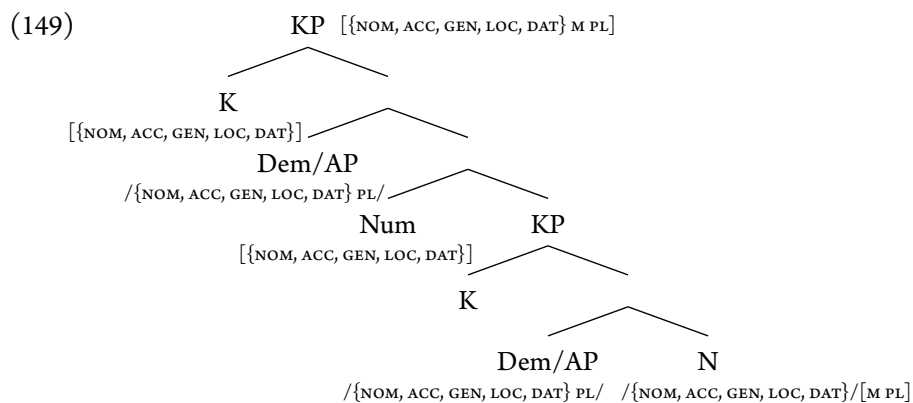 (149) KP [{NOM, ACC, GEN, LOC, DAT} M PL]
K
[{NOM, ACC, GEN, LOC, DAT}]
Dem/AP
/{NOM, ACC, GEN, LOC, DAT} PL/
Num KP
[{NOM, ACC, GEN, LOC, DAT}]
K
Dem/AP N
/{NOM, ACC, GEN, LOC, DAT} PL/ /{NOM, ACC, GEN, LOC, DAT}/[M PL]